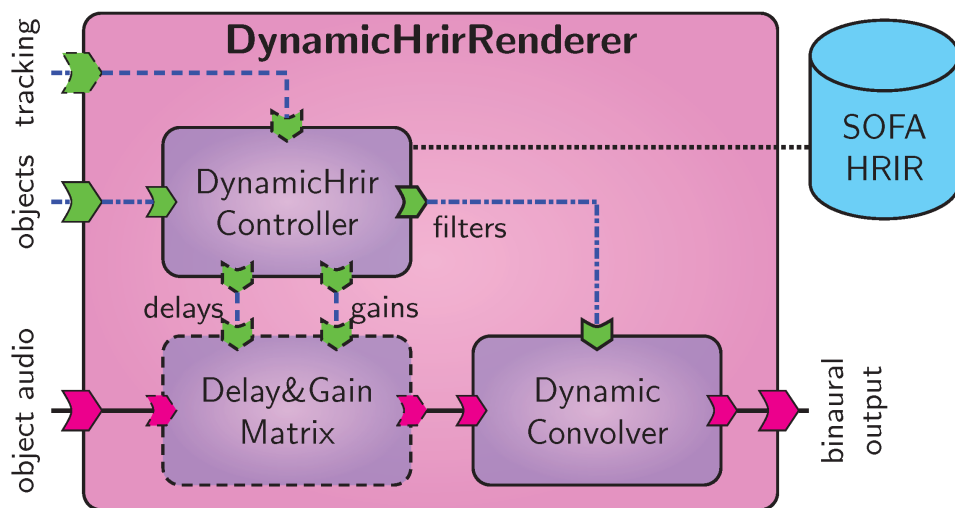 DynamicHrirRenderer
tracking
SOFA
HRIR
DynamicHrir
Controller
objects
filters
delays
gains
object audio
Delay&Gain
Matrix
Dynamic
Convolver
binaural
output